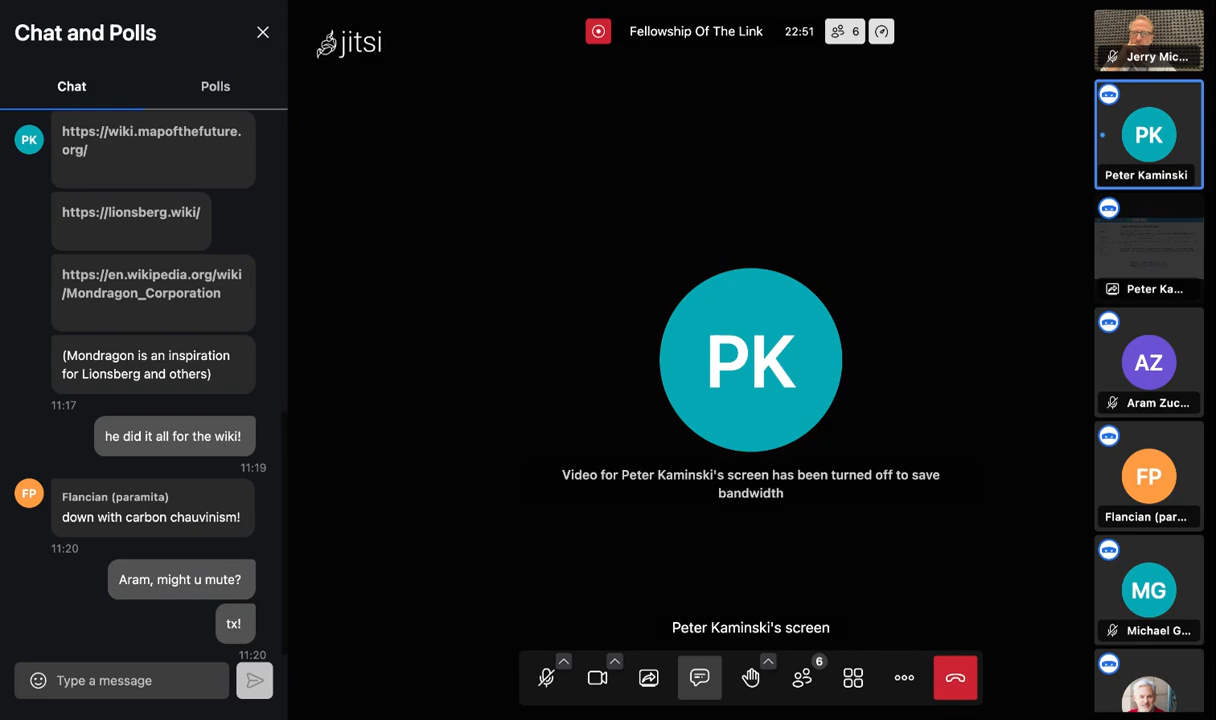 Chat and Polls
Chat
Polls
PK
https://wiki.mapofthefuture.
org/
https://lionsberg.wiki/
https://en.wikipedia.org/wiki
/Mondragon_Corporation
(Mondragon is an inspiration
for Lionsberg and others)
11:17
he did it all for the wiki!
11:19
FP
Flancian (paramita)
down with carbon chauvinism!
11:20
Aram, might u mute?
tx!
11:20
Type a message
jitsi
Fellowship Of The Link
22:51
6
PK
Video for Peter Kaminski's screen has been turned off to save
bandwidth
Peter Kaminski's screen
6
Jerry Mic...
PK
Peter Kaminski
Peter Ka...
AZ
Aram Zuc...
FP
Flancian (par...
MG
Michael G...